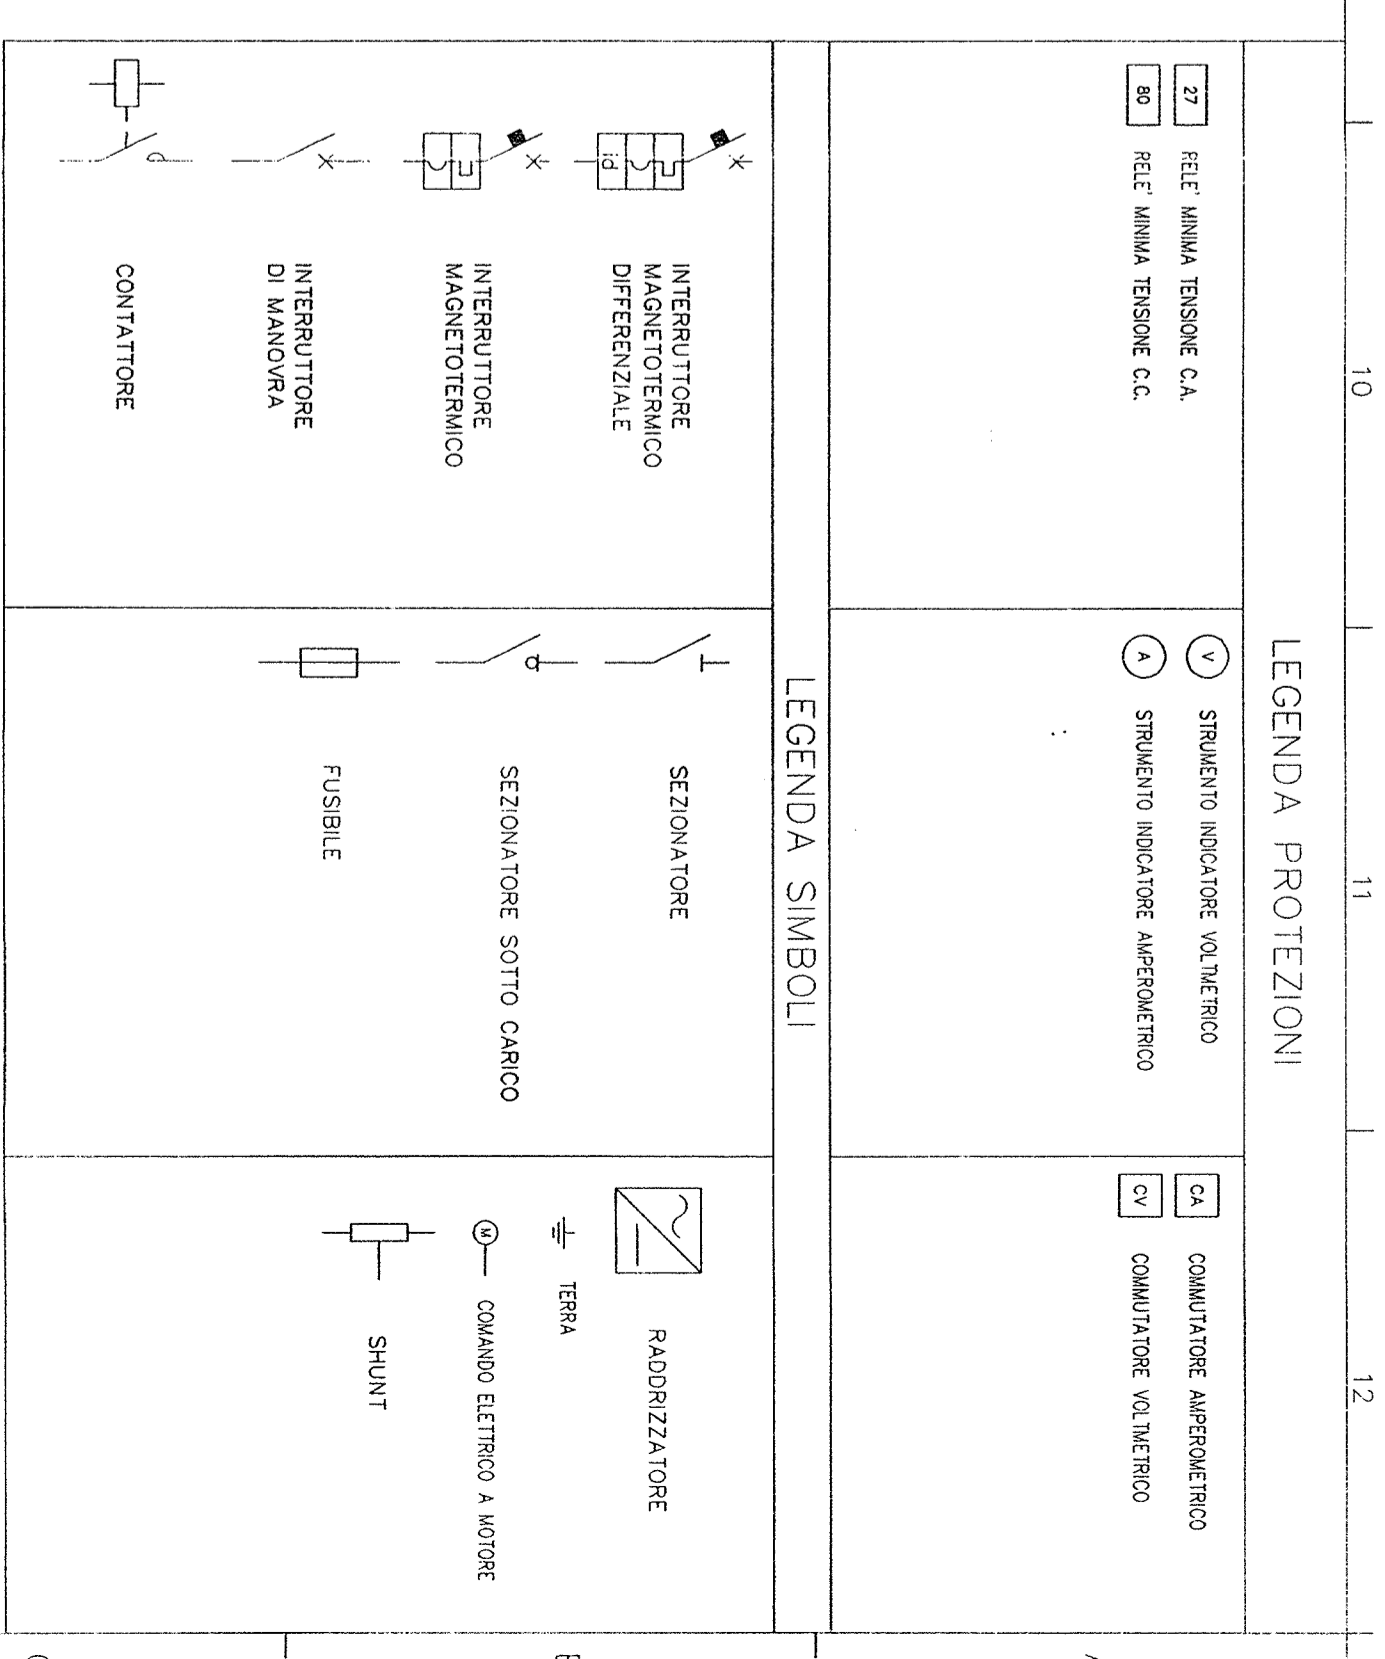 10
11
12
LEGENDA PROTEZIONI
27 RELE' MINIMA TENSIONE C.A.
80 RELE' MINIMA TENSIONE C.C.
V STRUMENTO INDICATORE VOLTMETRICO
A STRUMENTO INDICATORE AMPEROMETRICO
CA COMMUTATORE AMPEROMETRICO
CV COMMUTATORE VOLTMETRICO
LEGENDA SIMBOLI
id
INTERRUTTORE
MAGNETOTERMICO
DIFFERENZIALE
INTERRUTTORE
MAGNETOTERMICO
INTERRUTTORE
DI MANOVRA
CONTATTORE
SEZIONATORE
SEZIONATORE SOTTO CARICO
FUSIBILE
RADDRIZZATORE
TERRA
M COMANDO ELETTRICO A MOTORE
SHUNT